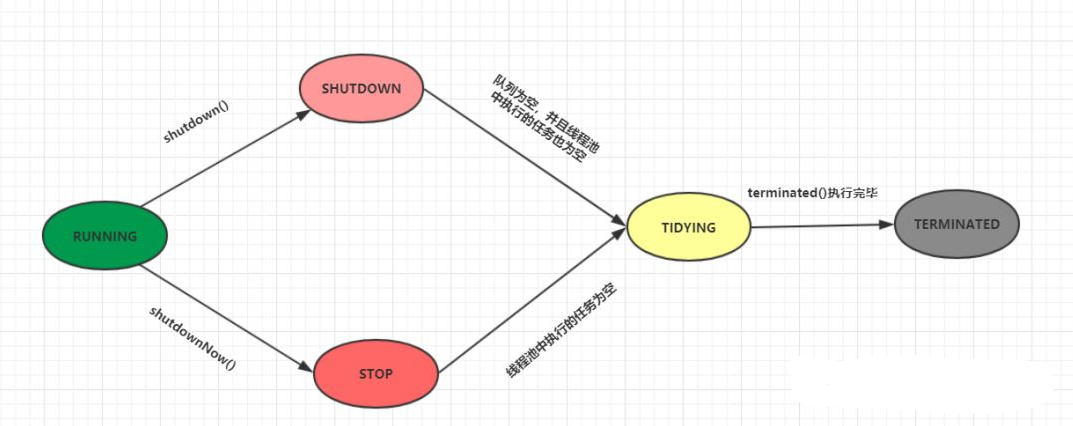 SHUTDOWN
shutdown()
队列为空，并且线程池
中执行的任务也为空
RUNNING
TIDYING
terminated()执行完毕
TERMINATED
shutdownNow()
线程池中执行的任务为空
STOP